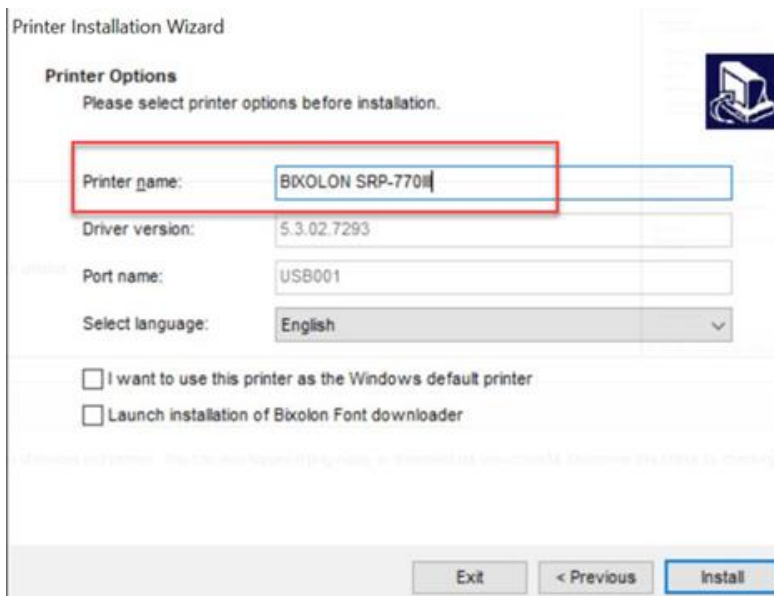 Printer Installation Wizard
Printer Options
Please select printer options before installation.
Printer name: BIXOLON SRP-770III
Driver version: 5.3.02.7293
Port name: USB001
Select language: English
I want to use this printer as the Windows default printer
Launch installation of Bixolon Font downloader
Exit < Previous Install